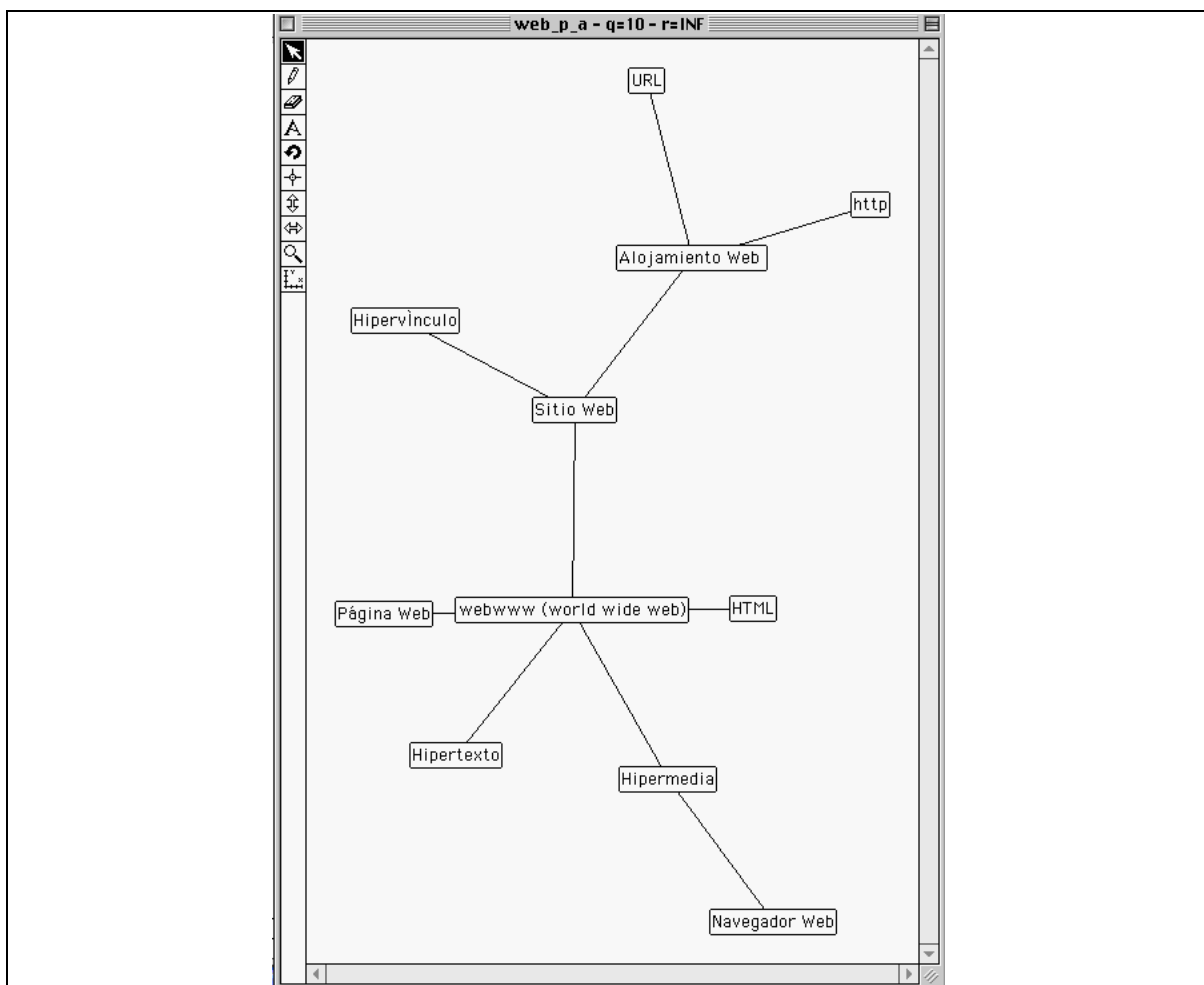 web_p_a - q=10 - r=INF
URL
http
Alojamiento Web
HipervÌnculo
Sitio Web
Página Web
webwww (world wide web)
HTML
Hipertexto
Hipermedia
Navegador Web